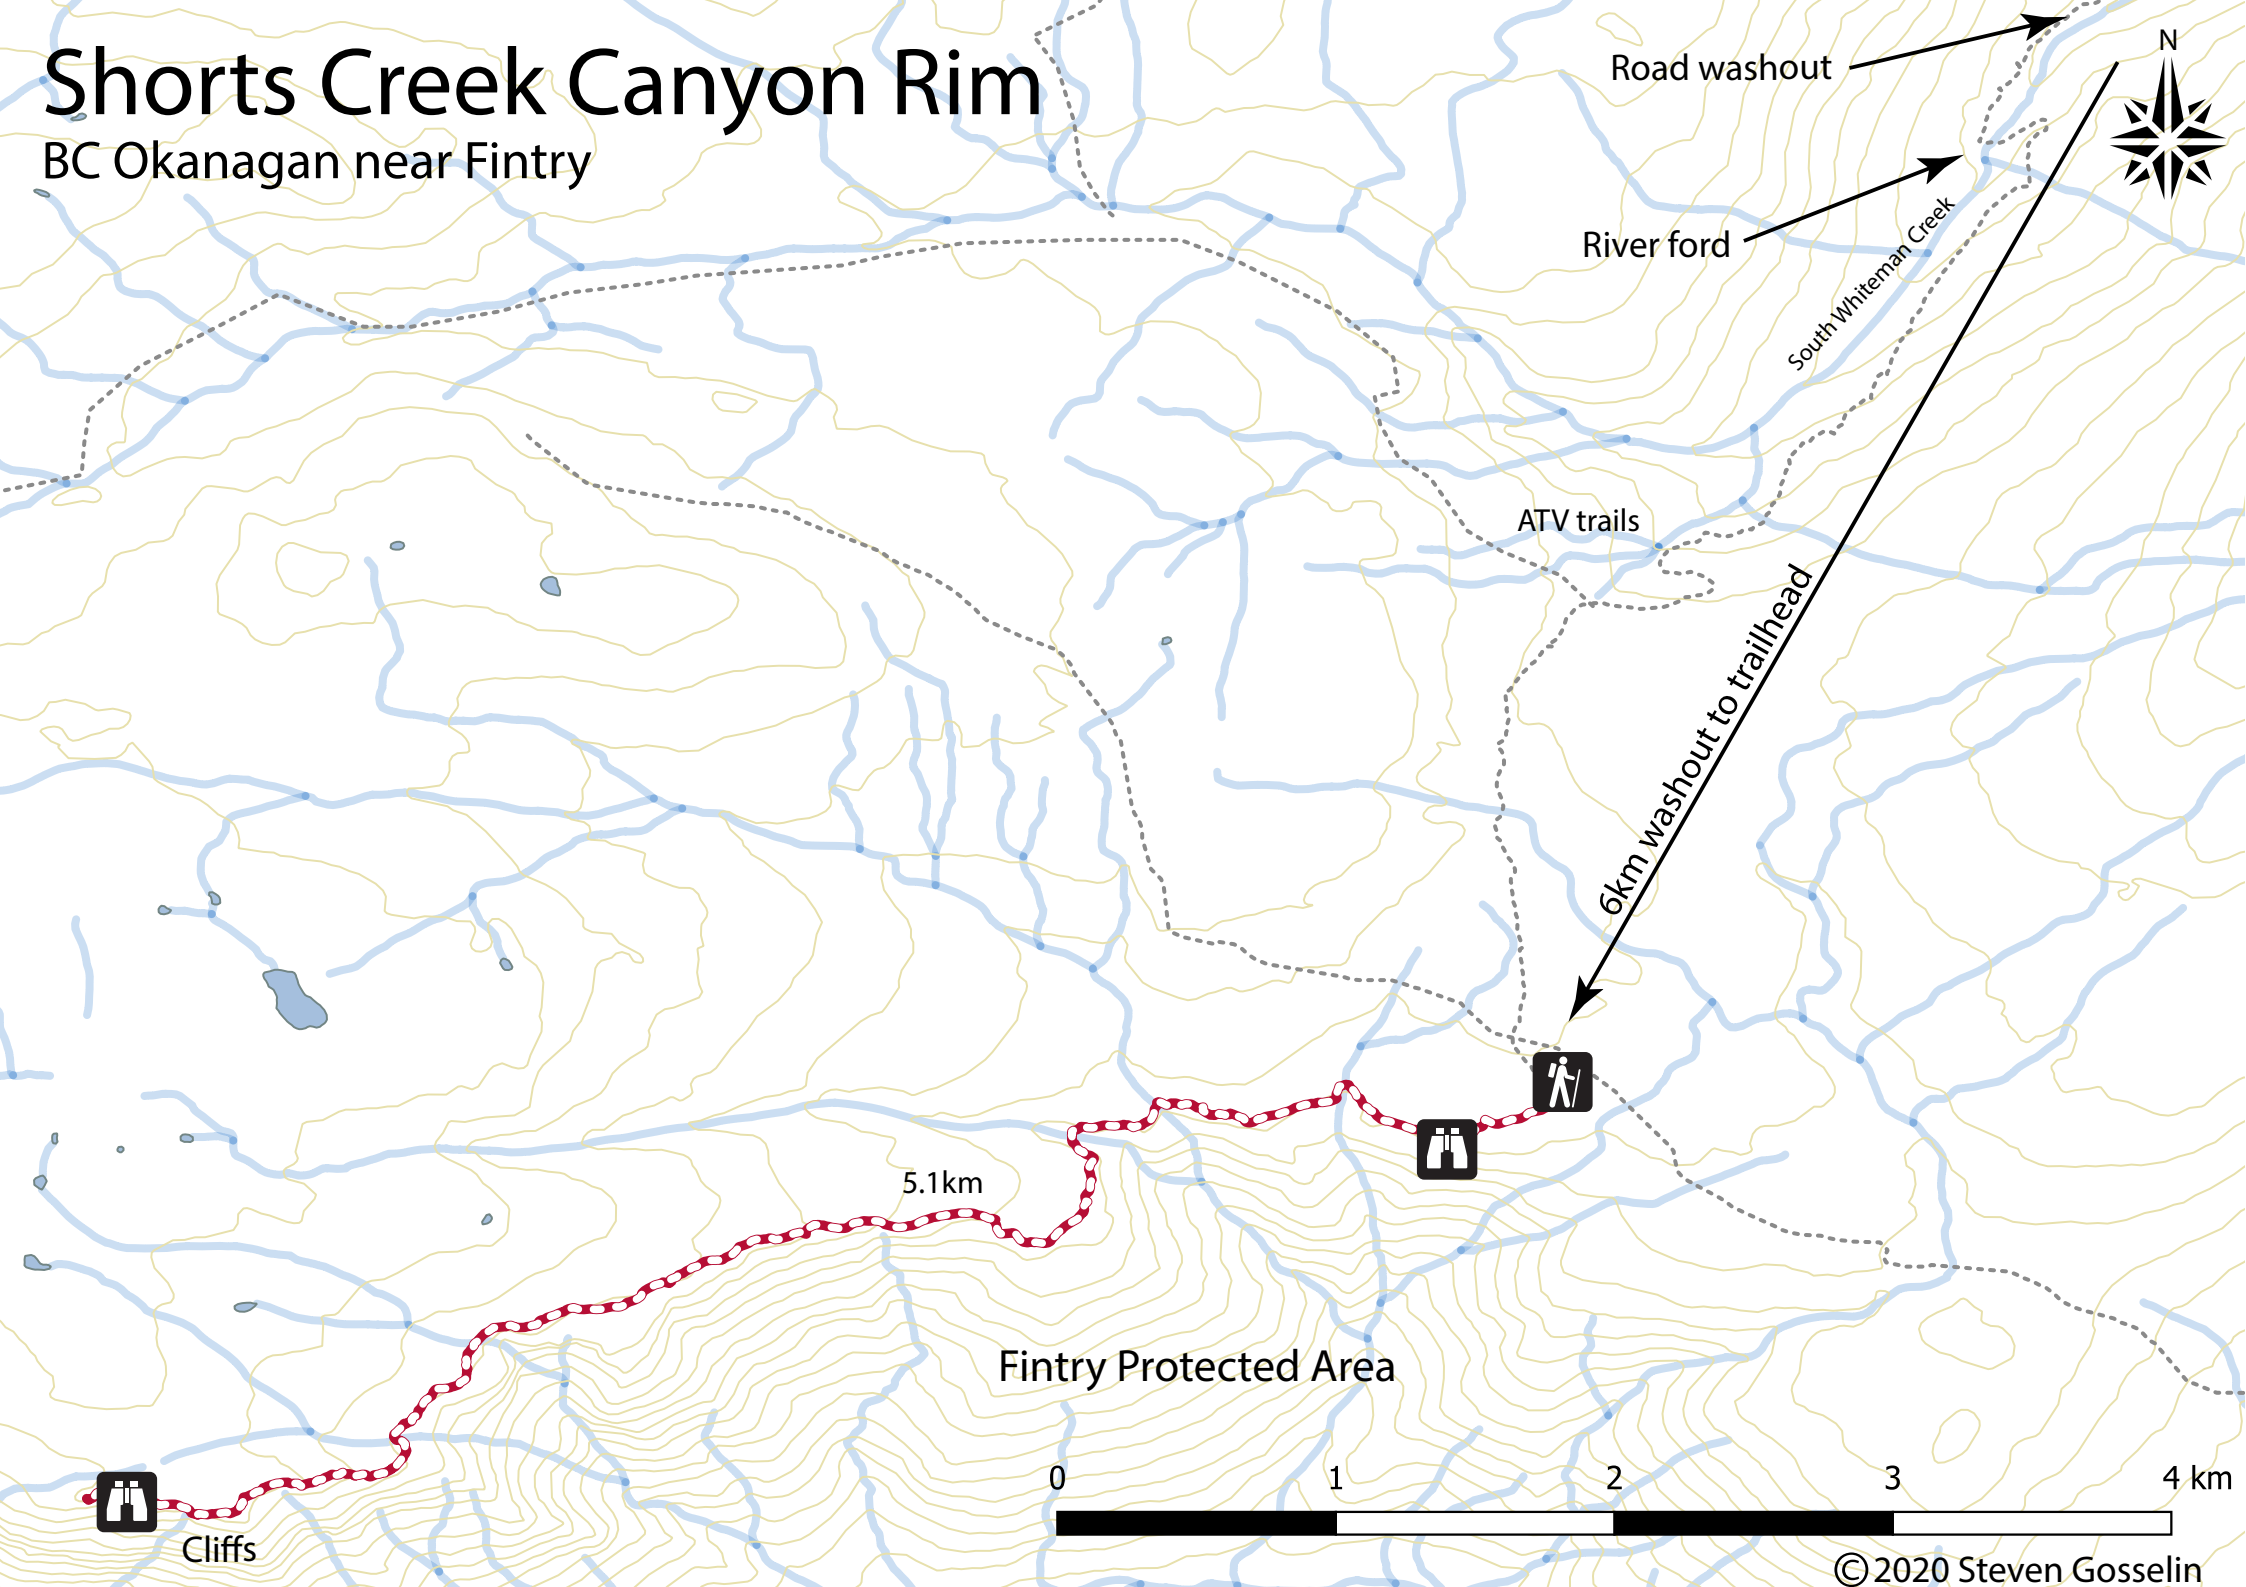 Shorts Creek Canyon Rim
BC Okanagan near Fintry
Road washout
N
River ford
South Whiteman Creek
ATV trails
6km washout to trailhead
5.1km
Fintry Protected Area
Cliffs
0 1 2 3 4 km
©2020 Steven Gosselin